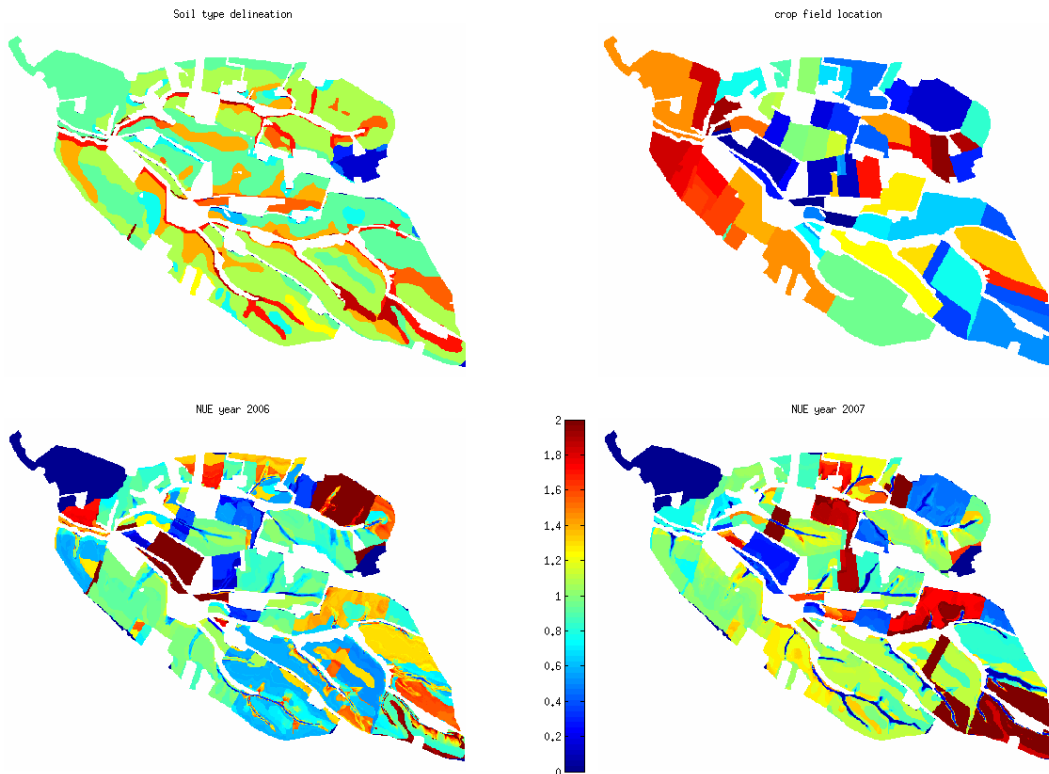 Soil type delineation
crop field location
NUE year 2006
NUE year 2007
2
1.8
1.6
1.4
1.2
1
0.8
0.6
0.4
0.2
0